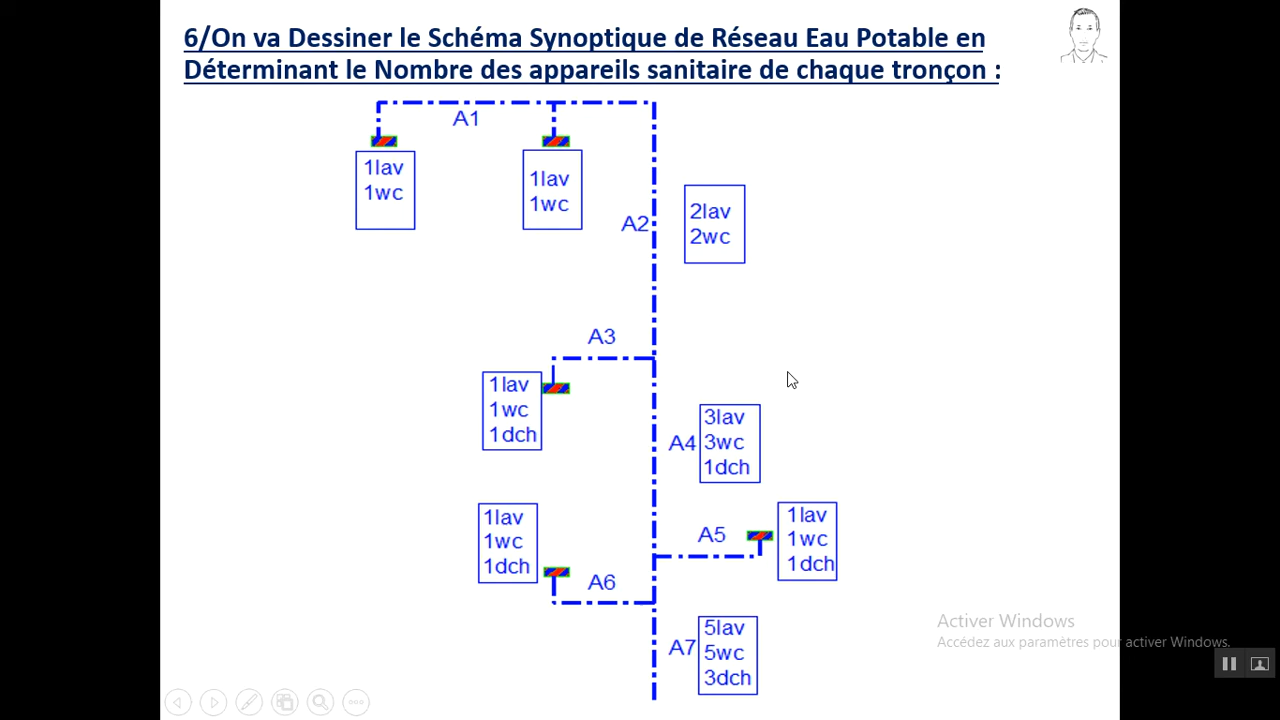 6/On va Dessiner le Schéma Synoptique de Réseau Eau Potable en
Déterminant le Nombre des appareils sanitaire de chaque tronçon :
A1
1lav
1wc
1lav
1wc
A2
2lav
2wc
A3
1lav
1wc
1dch
A4
3lav
3wc
1dch
A5
1lav
1wc
1dch
1lav
1wc
1dch
A6
A7
5lav
5wc
3dch
Activer Windows
Accédez aux paramètres pour activer Windows.